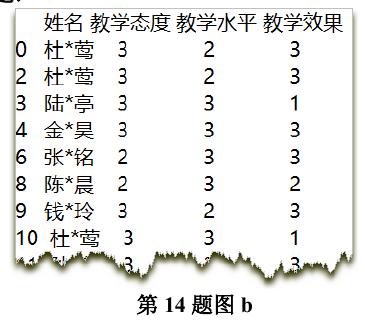 姓名 教学态度 教学水平 教学效果
0 杜*莺 3 2 3
2 杜*莺 3 2 3
3 陆*亭 3 3 1
4 金*昊 3 3 3
6 张*铭 2 3 3
8 陈*晨 2 3 2
9 钱*玲 3 2 3
10 杜*莺 3 3 1
第 14 题图 b